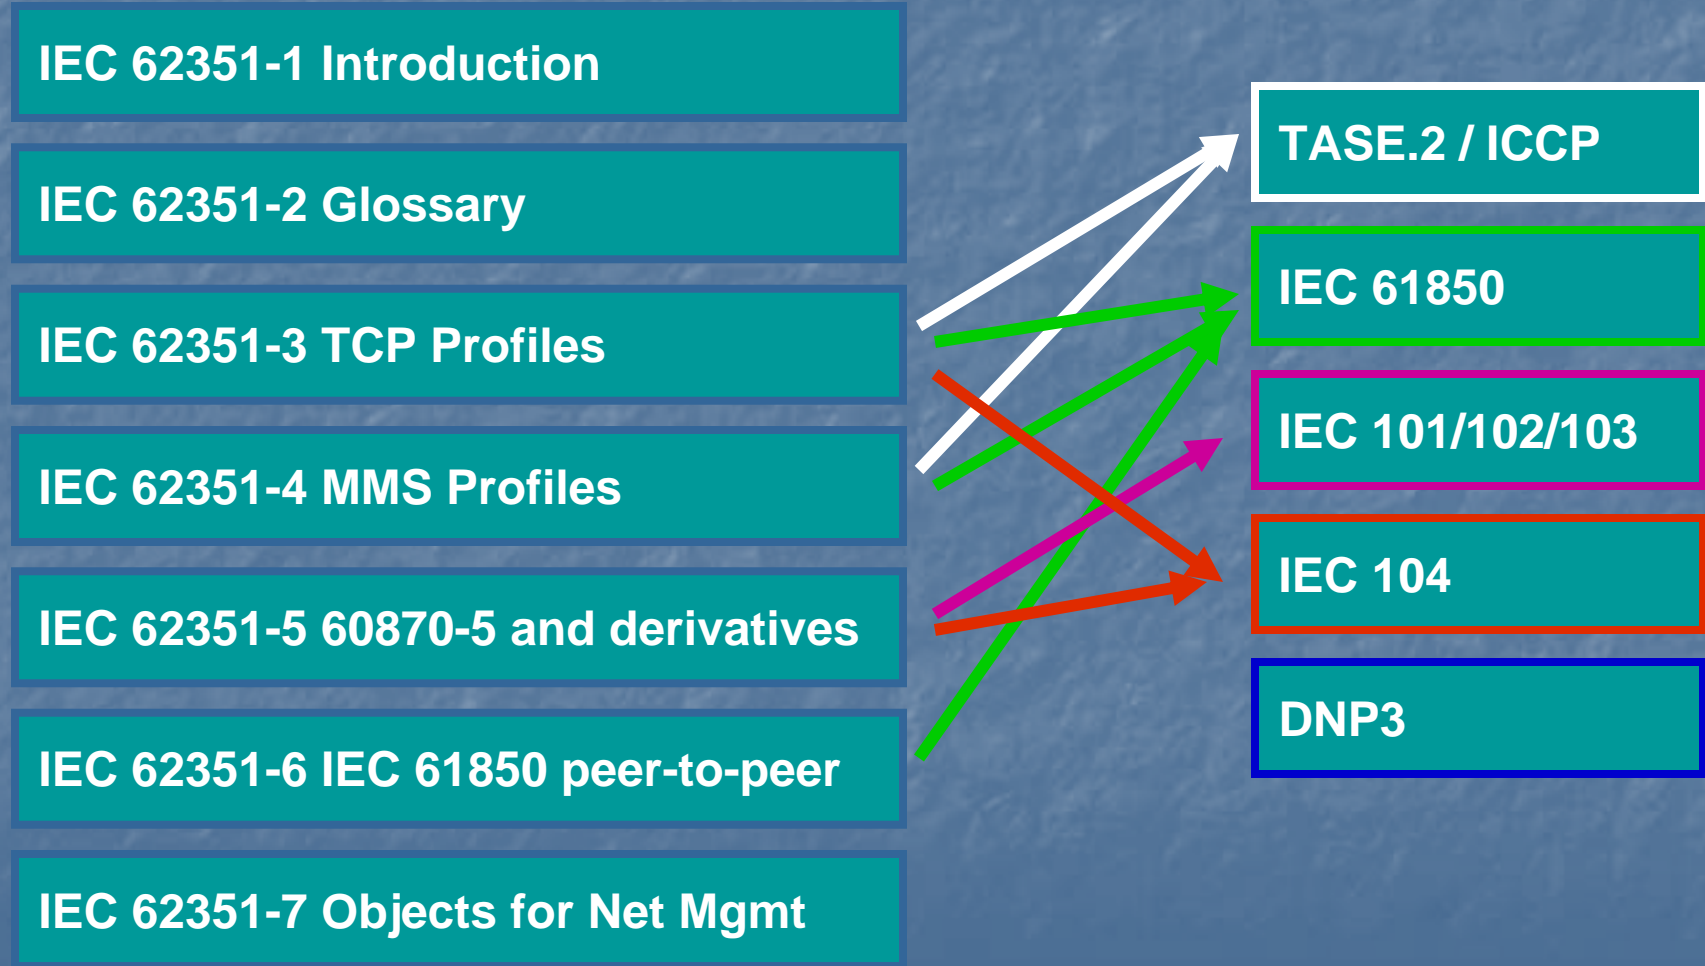 IEC 62351-1 Introduction
IEC 62351-2 Glossary
IEC 62351-3 TCP Profiles
IEC 62351-4 MMS Profiles
IEC 62351-5 60870-5 and derivatives
IEC 62351-6 IEC 61850 peer-to-peer
IEC 62351-7 Objects for Net Mgmt
TASE.2 / ICCP
IEC 61850
IEC 101/102/103
IEC 104
DNP3